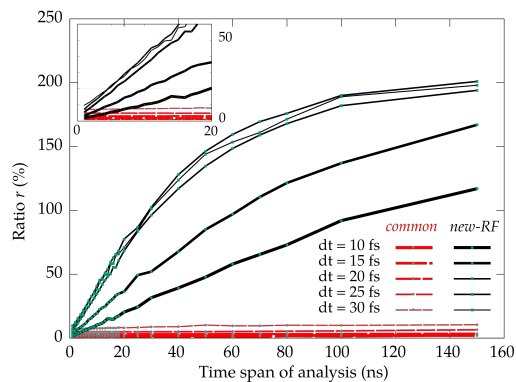 250
200
150
100
50
0
Ratio r (%)
50
0
0
20
common new-RF
dt = 10 fs
dt = 15 fs
dt = 20 fs
dt = 25 fs
dt = 30 fs
0 20 40 60 80 100 120 140 160
Time span of analysis (ns)